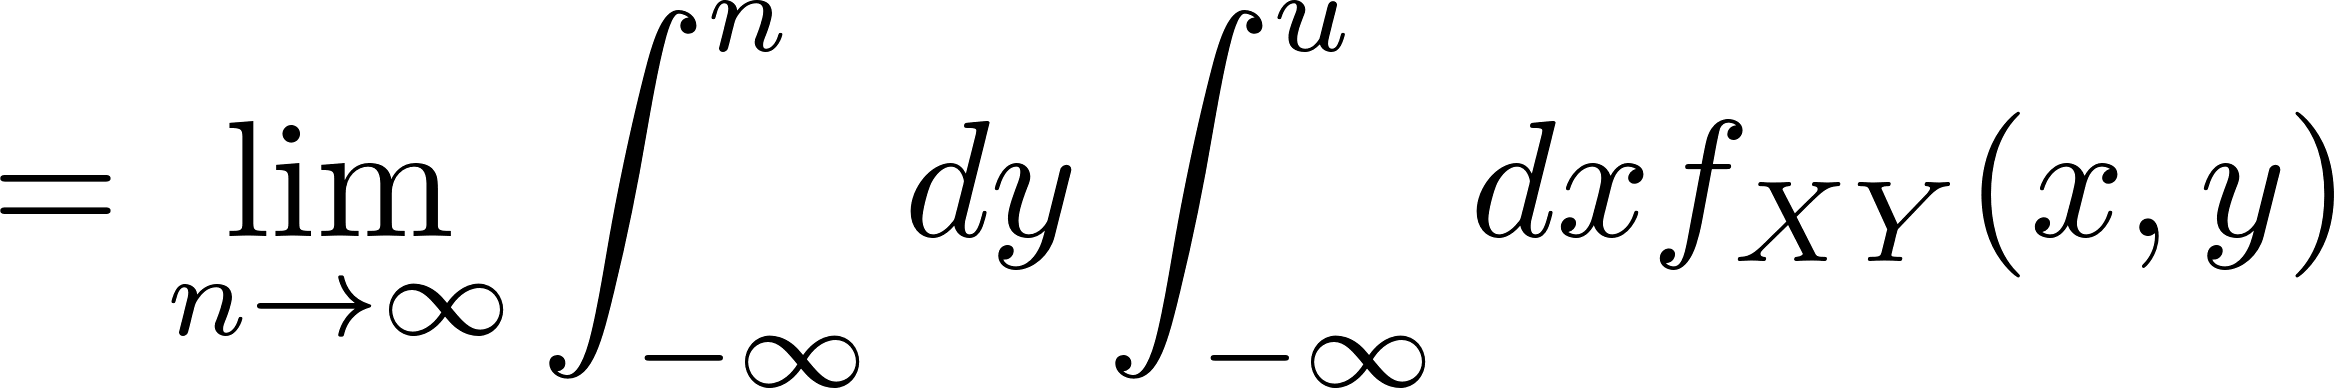 = \lim_{n \to \infty} \int_{-\infty}^{n} dy \int_{-\infty}^{u} dx f_{XY}(x, y)